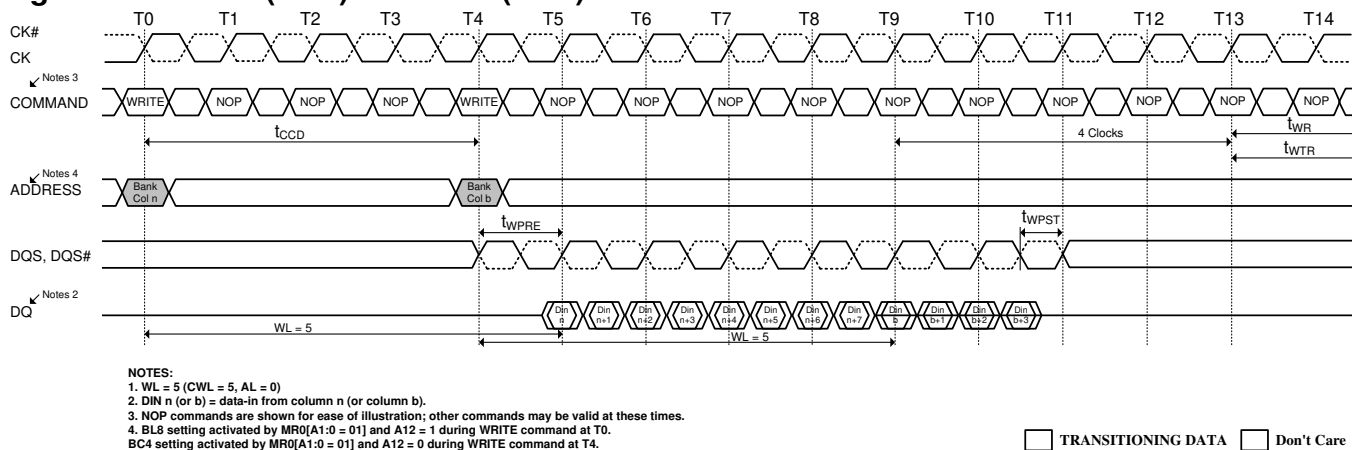 T0 T1 T2 T3 T4 T5 T6 T7 T8 T9 T10 T11 T12 T13 T14
CK#
CK
Notes 3
COMMAND WRITE NOP NOP NOP WRITE NOP NOP NOP NOP NOP NOP NOP NOP NOP NOP
tCCD 4 Clocks tWR
tWTR
Notes 4
ADDRESS Bank Col n Bank Col b
tWPRE tWPST
DQS, DQS#
Notes 2
DQ Din n Din n+1 Din n+2 Din n+3 Din n+4 Din n+5 Din n+6 Din n+7 Din b Din b+1 Din b+2 Din b+3
WL = 5 WL = 5
NOTES:
1. WL = 5 (CWL = 5, AL = 0)
2. DIN n (or b) = data-in from column n (or column b).
3. NOP commands are shown for ease of illustration; other commands may be valid at these times.
4. BL8 setting activated by MR0[A1:0 = 01] and A12 = 1 during WRITE command at T0.
BC4 setting activated by MR0[A1:0 = 01] and A12 = 0 during WRITE command at T4.
TRANSITIONING DATA Don't Care